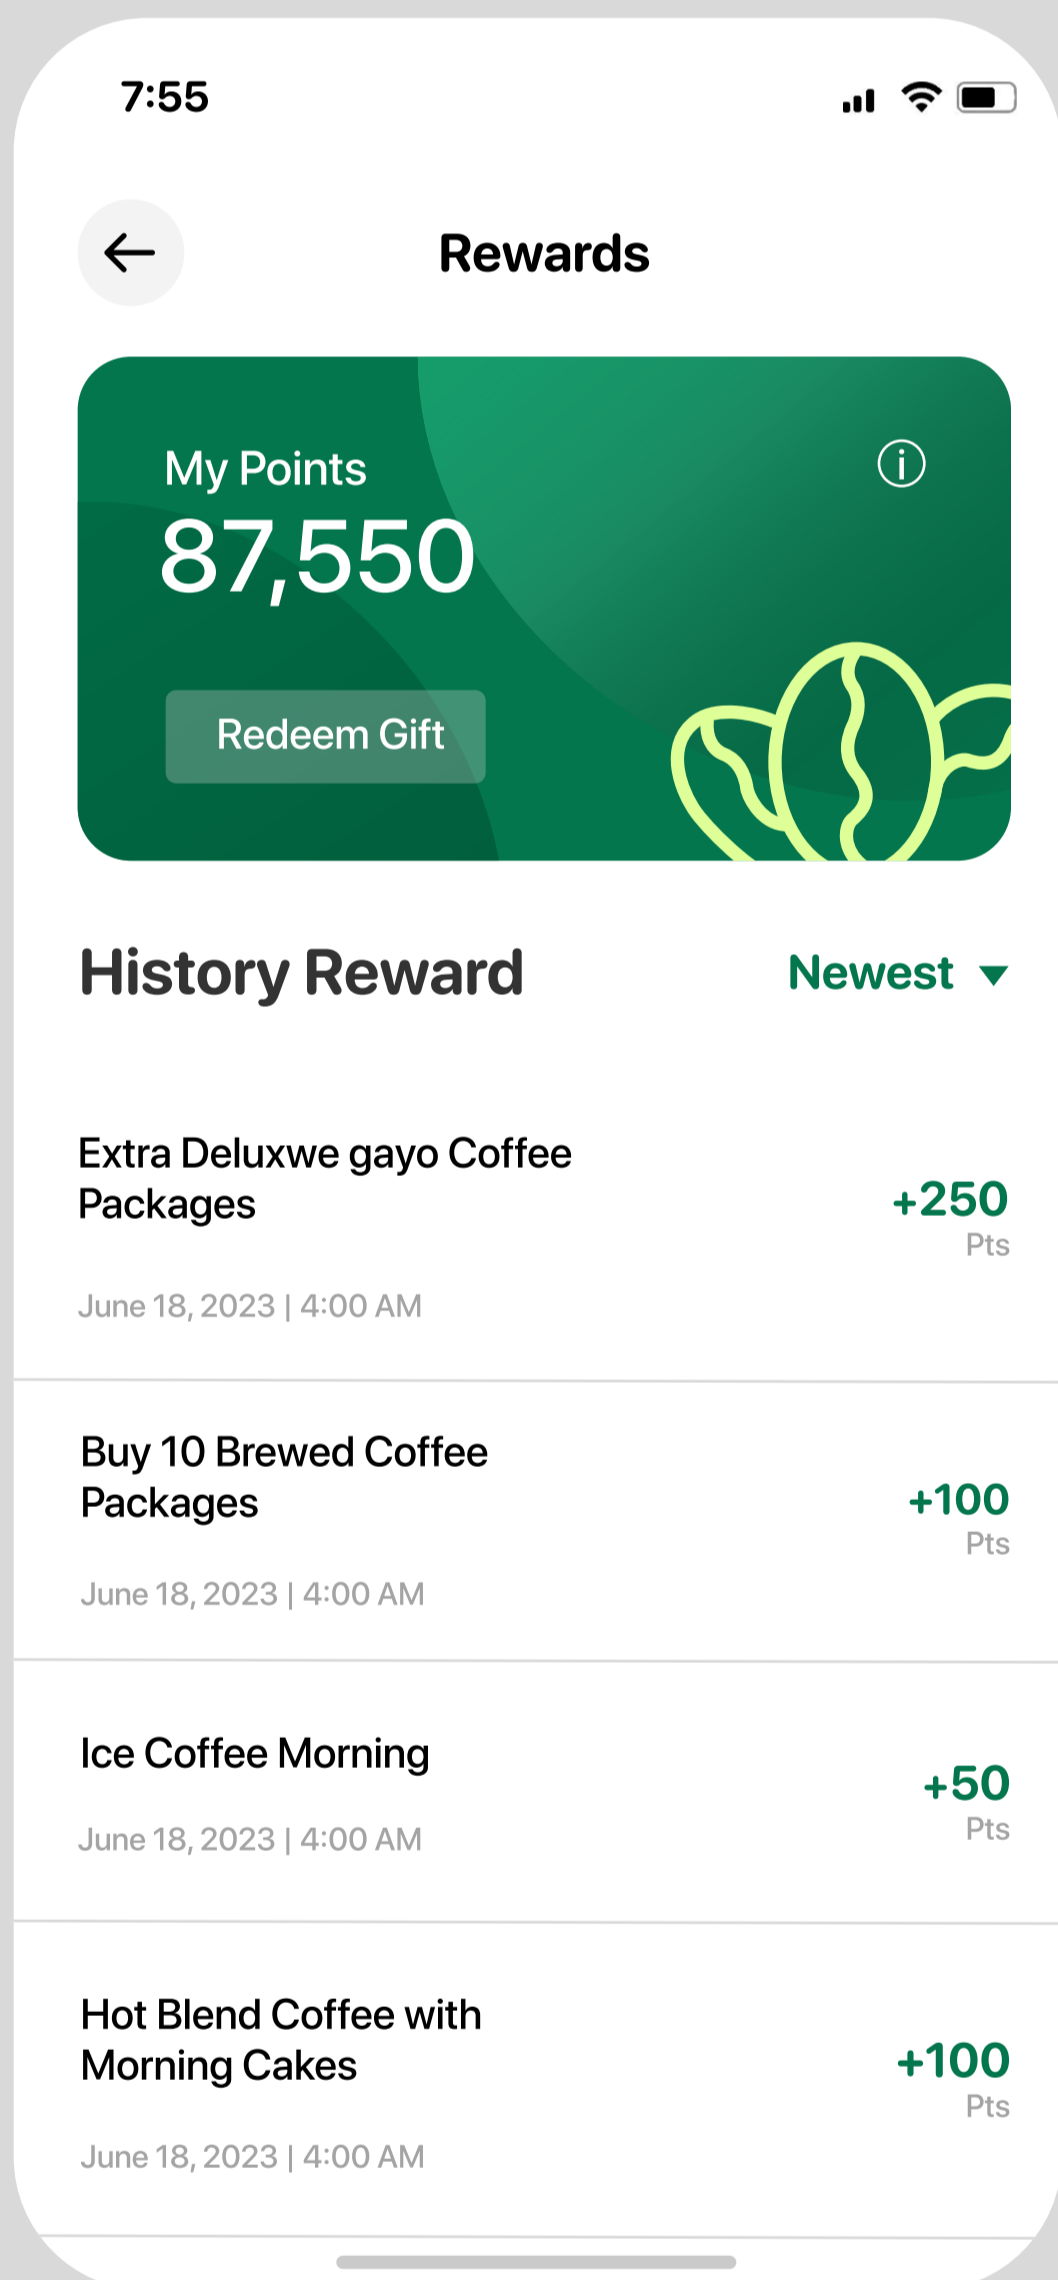 7:55
Rewards
My Points
87,550
Redeem Gift
History Reward
Newest
Extra Deluxwe gayo Coffee
Packages
+250
Pts
June 18, 2023 | 4:00 AM
Buy 10 Brewed Coffee
Packages
+100
Pts
June 18, 2023 | 4:00 AM
Ice Coffee Morning
+50
Pts
June 18, 2023 | 4:00 AM
Hot Blend Coffee with
Morning Cakes
+100
Pts
June 18, 2023 | 4:00 AM